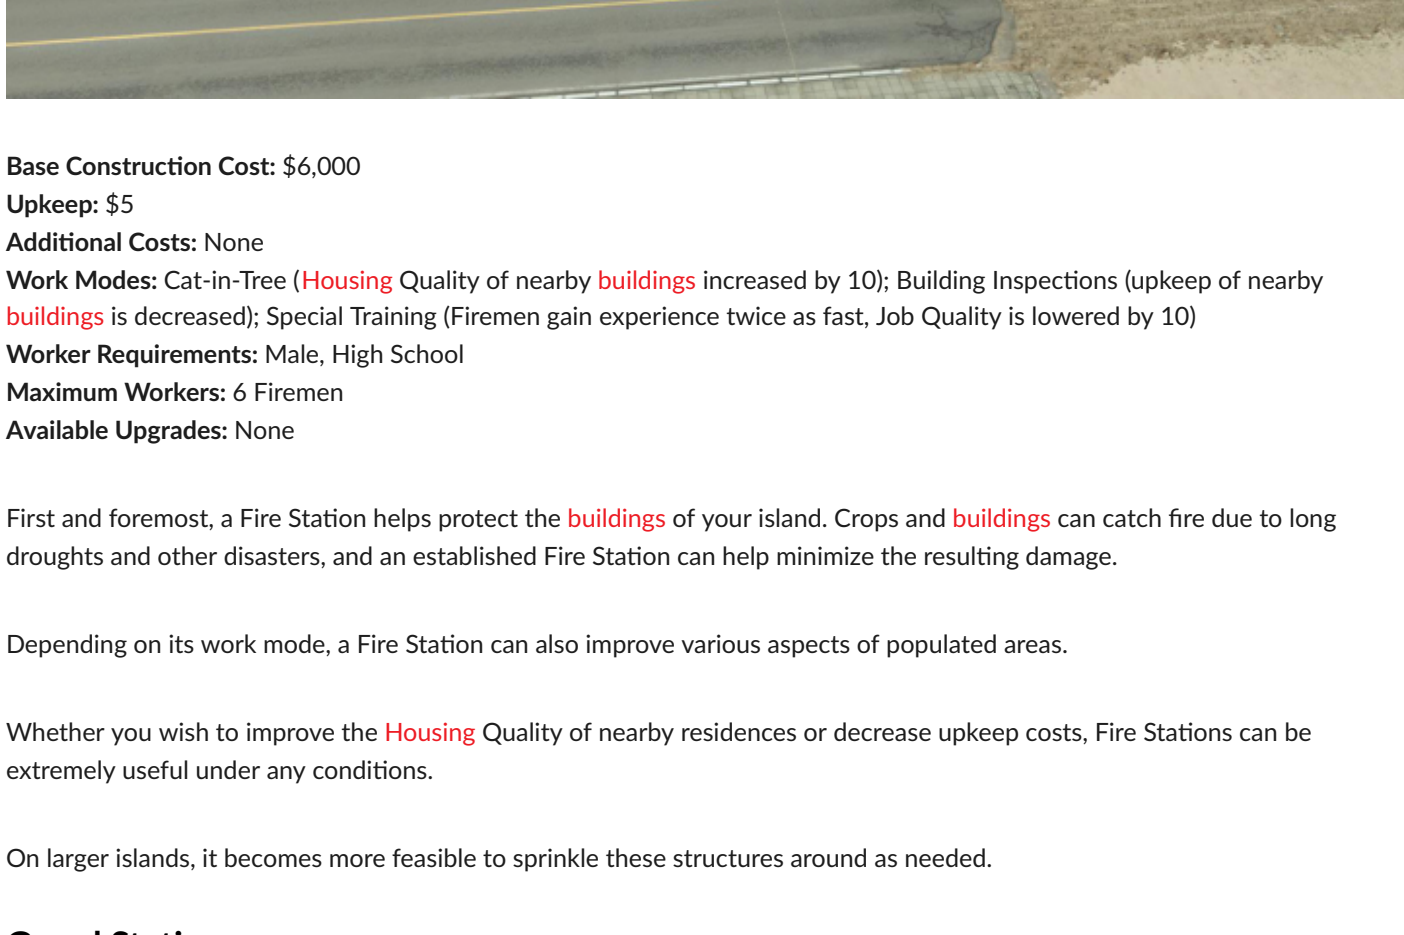 Base Construction Cost: $6,000
Upkeep: $5
Additional Costs: None
Work Modes: Cat-in-Tree (Housing Quality of nearby buildings increased by 10); Building Inspections (upkeep of nearby
buildings is decreased); Special Training (Firemen gain experience twice as fast, Job Quality is lowered by 10)
Worker Requirements: Male, High School
Maximum Workers: 6 Firemen
Available Upgrades: None
First and foremost, a Fire Station helps protect the buildings of your island. Crops and buildings can catch fire due to long
droughts and other disasters, and an established Fire Station can help minimize the resulting damage.
Depending on its work mode, a Fire Station can also improve various aspects of populated areas.
Whether you wish to improve the Housing Quality of nearby residences or decrease upkeep costs, Fire Stations can be
extremely useful under any conditions.
On larger islands, it becomes more feasible to sprinkle these structures around as needed.